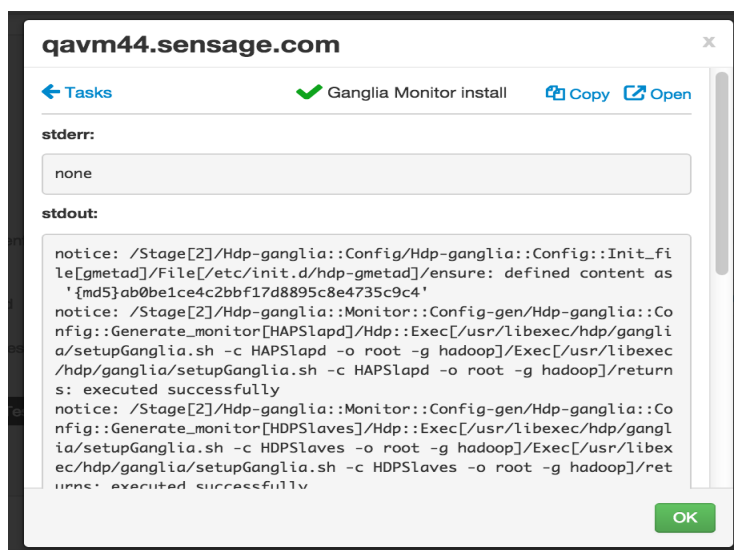 qavm44.sensage.com x
Tasks Ganglia Monitor install Copy Open
stderr:
none
stdout:
notice: /Stage[2]/Hdp-ganglia::Config/Hdp-ganglia::Config::Init_fi
le[gmetad]/File[/etc/init.d/hdp-gmetad]/ensure: defined content as
'{md5}ab0be1ce4c2bbf17d8895c8e4735c9c4'
notice: /Stage[2]/Hdp-ganglia::Monitor::Config-gen/Hdp-ganglia::Co
nfig::Generate_monitor[HAPSlapd]/Hdp::Exec[/usr/libexec/hdp/gangli
a/setupGanglia.sh -c HAPSlapd -o root -g hadoop]/Exec[/usr/libexec
/hdp/ganglia/setupGanglia.sh -c HAPSlapd -o root -g hadoop]/return
s: executed successfully
notice: /Stage[2]/Hdp-ganglia::Monitor::Config-gen/Hdp-ganglia::Co
nfig::Generate_monitor[HDPSlaves]/Hdp::Exec[/usr/libexec/hdp/gangl
ia/setupGanglia.sh -c HDPSlaves -o root -g hadoop]/Exec[/usr/libex
ec/hdp/ganglia/setupGanglia.sh -c HDPSlaves -o root -g hadoop]/ret
urns: executed successfully
OK